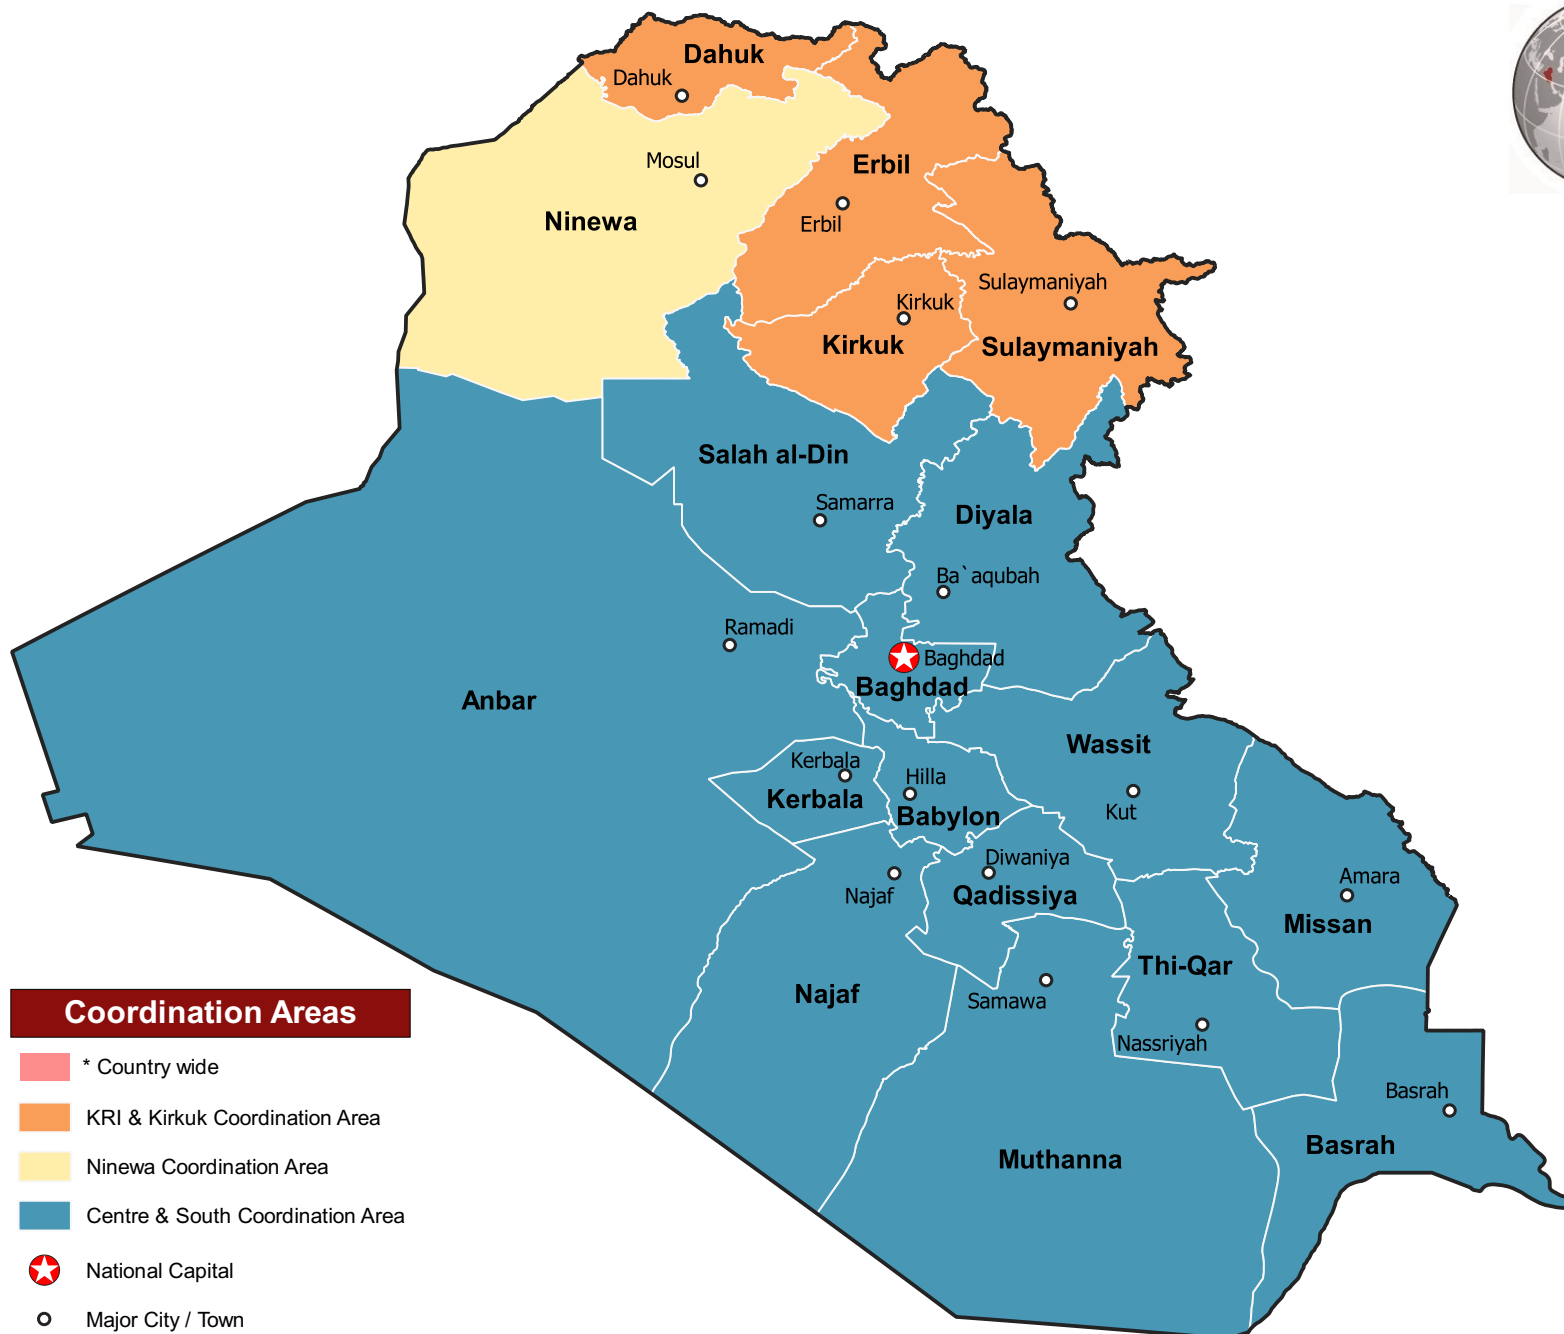 Dahuk
Dahuk
Mosul
Erbil
Ninewa
Erbil
Sulaymaniyah
Kirkuk
Kirkuk
Sulaymaniyah
Salah al-Din
Samarra
Diyala
Ba`aqubah
Ramadi
Baghdad
Baghdad
Anbar
Wassit
Kerbala
Hilla
Kerbala
Babylon
Kut
Diwaniya
Amara
Najaf
Qadissiya
Missan
Thi-Qar
Najaf
Samawa
Nassriyah
Basrah
Basrah
Muthanna
Coordination Areas
* Country wide
KRI & Kirkuk Coordination Area
Ninewa Coordination Area
Centre & South Coordination Area
National Capital
Major City / Town